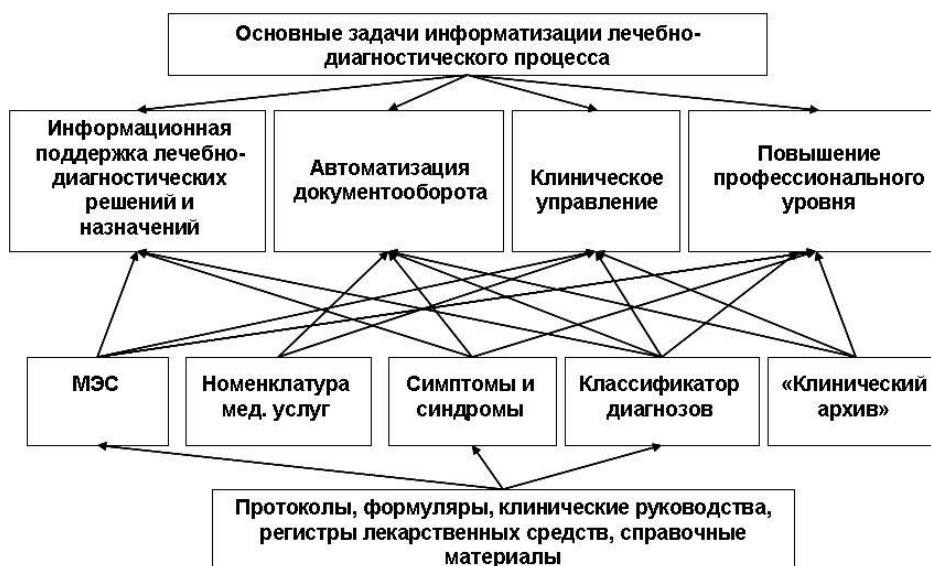 Основные задачи информатизации лечебно-
диагностического процесса
Информационная
поддержка лечебно-
диагностических
решений и
назначений
Автоматизация
документооборота
Клиническое
управление
Повышение
профессионального
уровня
МЭС
Номенклатура
мед. услуг
Симптомы и
синдромы
Классификатор
диагнозов
«Клинический
архив»
Протоколы, формуляры, клинические руководства,
регистры лекарственных средств, справочные
материалы